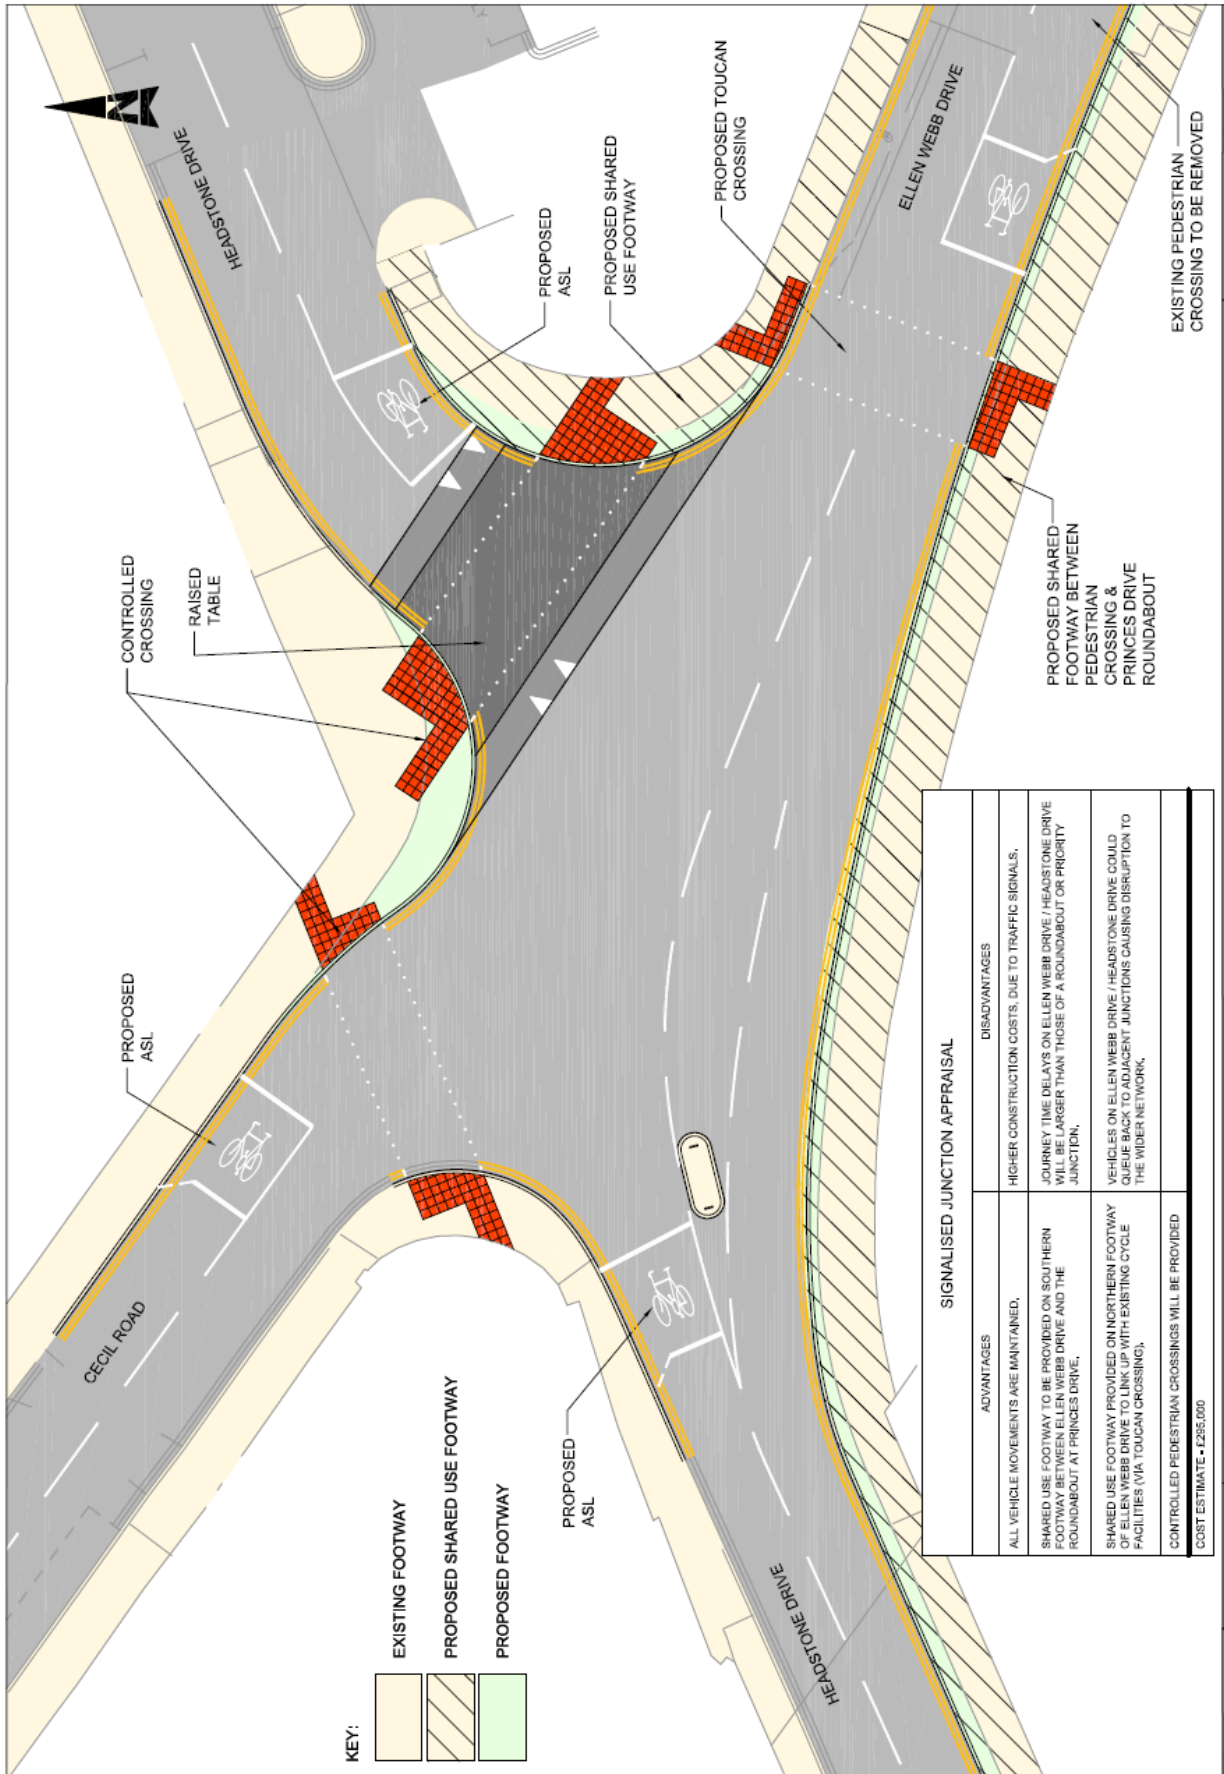 HEADSTONE DRIVE
CONTROLLED
CROSSING
RAISED
TABLE
PROPOSED
ASL
PROPOSED
ASL
PROPOSED SHARED
USE FOOTWAY
PROPOSED TOUCAN
CROSSING
ELLEN WEBB DRIVE
EXISTING PEDESTRIAN
CROSSING TO BE REMOVED
CECIL ROAD
PROPOSED
ASL
HEADSTONE DRIVE
PROPOSED SHARED
FOOTWAY BETWEEN
PEDESTRIAN
CROSSING &
PRINCES DRIVE
ROUNDABOUT
KEY:
EXISTING FOOTWAY
PROPOSED SHARED USE FOOTWAY
PROPOSED FOOTWAY
SIGNALISED JUNCTION APPRAISAL
ADVANTAGES
DISADVANTAGES
ALL VEHICLE MOVEMENTS ARE MAINTAINED.
HIGHER CONSTRUCTION COSTS, DUE TO TRAFFIC SIGNALS.
SHARED USE FOOTWAY TO BE PROVIDED ON SOUTHERN
FOOTWAY BETWEEN ELLEN WEBB DRIVE AND THE
ROUNDABOUT AT PRINCES DRIVE.
JOURNEY TIME DELAYS ON ELLEN WEBB DRIVE / HEADSTONE DRIVE
WILL BE LARGER THAN THOSE OF A ROUNDABOUT OR PRIORITY
JUNCTION.
SHARED USE FOOTWAY PROVIDED ON NORTHERN FOOTWAY
OF ELLEN WEBB DRIVE TO LINK UP WITH EXISTING CYCLE
FACILITIES (VIA TOUCAN CROSSING).
VEHICLES ON ELLEN WEBB DRIVE / HEADSTONE DRIVE COULD
QUEUE BACK TO ADJACENT JUNCTIONS CAUSING DISRUPTION TO
THE WIDER NETWORK.
CONTROLLED PEDESTRIAN CROSSINGS WILL BE PROVIDED
COST ESTIMATE - £295,000